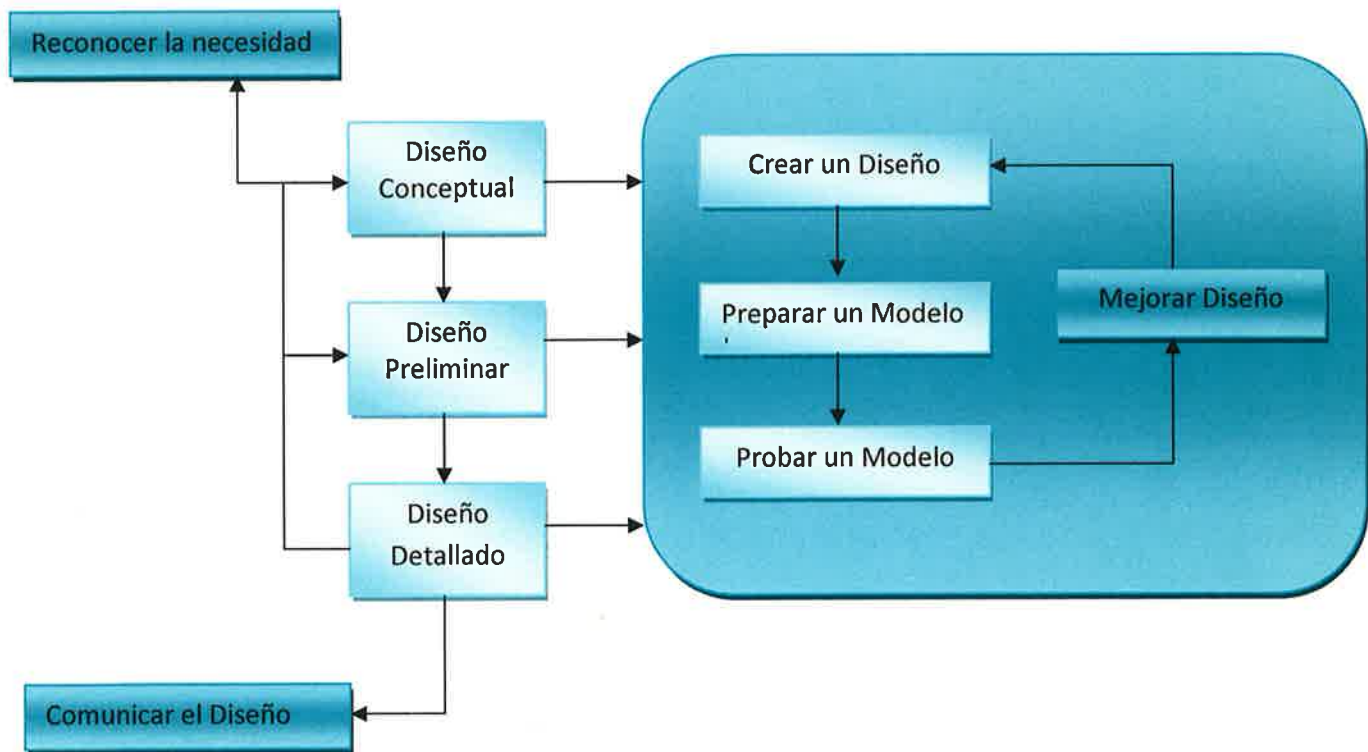 Reconocer la necesidad
Diseño
Conceptual
Diseño
Preliminar
Diseño
Detallado
Comunicar el Diseño
Crear un Diseño
Preparar un Modelo
Probar un Modelo
Mejorar Diseño